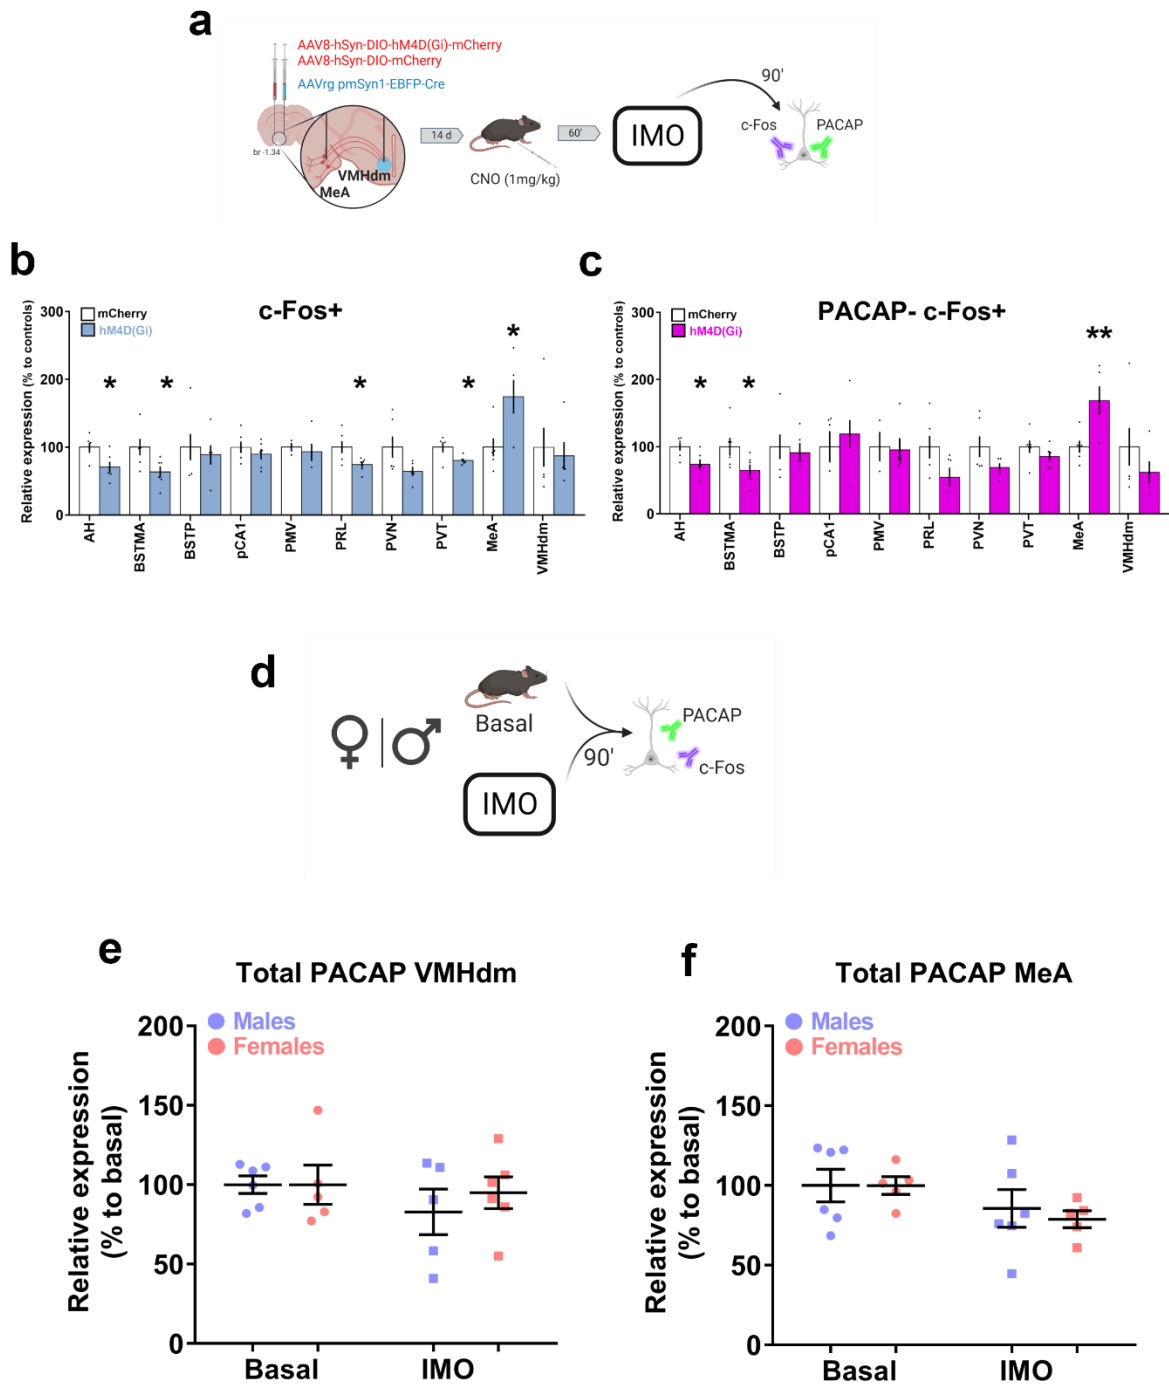 a
AAV8-hSyn-DIO-hM4D(Gi)-mCherry
AAV8-hSyn-DIO-mCherry
AAVrg pmSyn1-EBFP-Cre
br -1.34
VMHdm
MeA
14 d
CNO (1mg/kg)
60'
IMO
90'
c-Fos
PACAP
b
c-Fos+
mCherry
hM4D(Gi)
Relative expression (% to controls)
300
200
100
0
* * * * *
AH
BSTMA
BSTP
pCA1
PMV
PRL
PVN
PVT
MeA
VMHdm
c
PACAP- c-Fos+
mCherry
hM4D(Gi)
Relative expression (% to controls)
300
200
100
0
* * **
AH
BSTMA
BSTP
pCA1
PMV
PRL
PVN
PVT
MeA
VMHdm
d
♀|♂
Basal
IMO
90'
PACAP
c-Fos
e
Total PACAP VMHdm
Males
Females
Relative expression
(% to basal)
200
150
100
50
0
Basal
IMO
f
Total PACAP MeA
Males
Females
Relative expression
(% to basal)
200
150
100
50
0
Basal
IMO